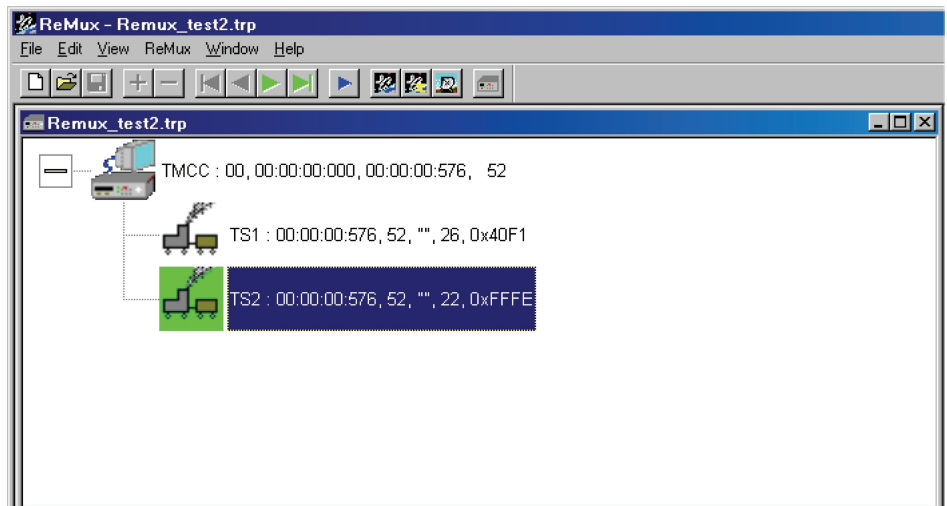 ReMux - Remux_test2.trp
File Edit View ReMux Window Help
Remux_test2.trp
TMCC : 00, 00:00:00:000, 00:00:00:576, 52
TS1 : 00:00:00:576, 52, "", 26, 0x40F1
TS2 : 00:00:00:576, 52, "", 22, 0xFFFE